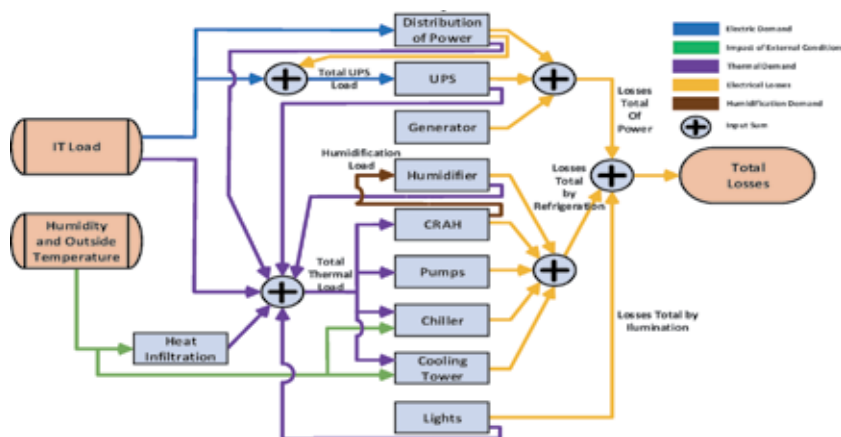 Distribution
of Power
Total UPS
Load
UPS
Generator
IT Load
Humidification
Load
Humidifier
Humidity
and Outside
Temperature
CRAH
Total
Thermal
Load
Pumps
Chiller
Heat
Infiltration
Cooling
Tower
Lights
Losses
Total
Of
Power
Losses
Total
by
Refrigeration
Losses Total by
Ilumination
Total
Losses
Electric Demand
Impact of External Condition
Thermal Demand
Electrical Losses
Humidification Demand
Input Sum